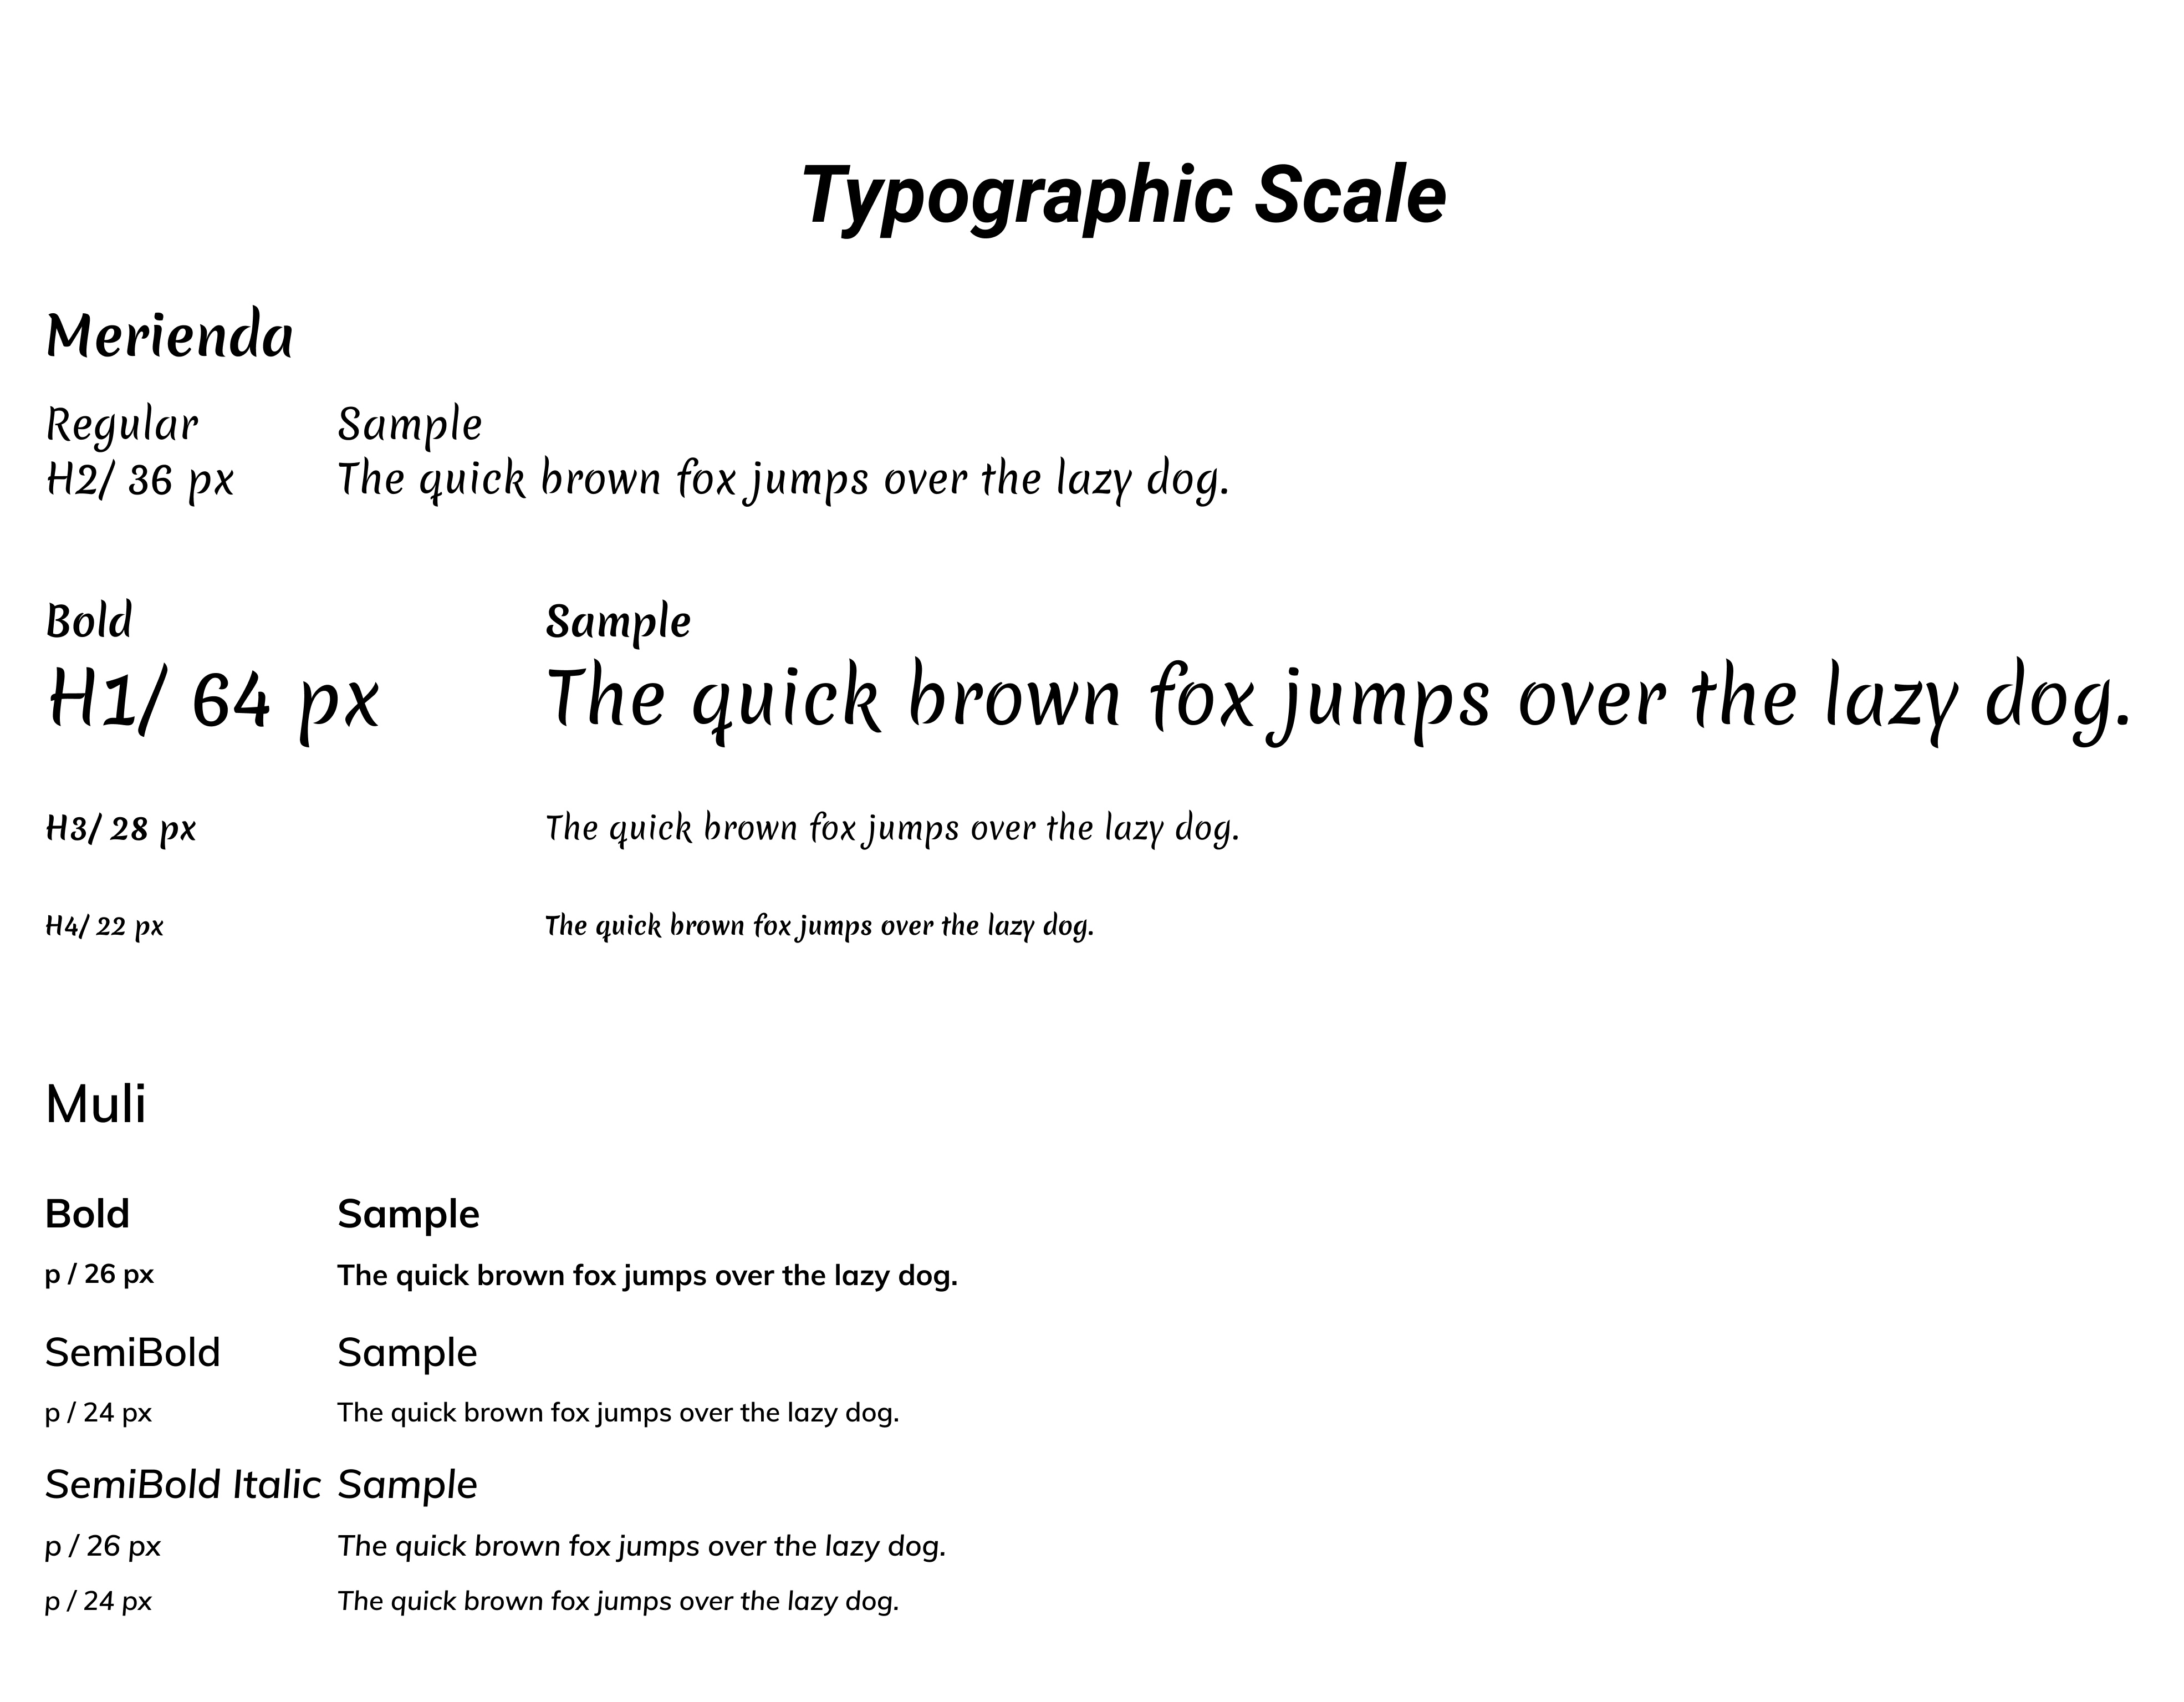 Typographic Scale
Merienda
Regular Sample
H2/ 36 px The quick brown fox jumps over the lazy dog.
Bold Sample
H1/ 64 px The quick brown fox jumps over the lazy dog.
H3/ 28 px The quick brown fox jumps over the lazy dog.
H4/ 22 px The quick brown fox jumps over the lazy dog.
Muli
Bold Sample
p / 26 px The quick brown fox jumps over the lazy dog.
SemiBold Sample
p / 24 px The quick brown fox jumps over the lazy dog.
SemiBold Italic Sample
p / 26 px The quick brown fox jumps over the lazy dog.
p / 24 px The quick brown fox jumps over the lazy dog.